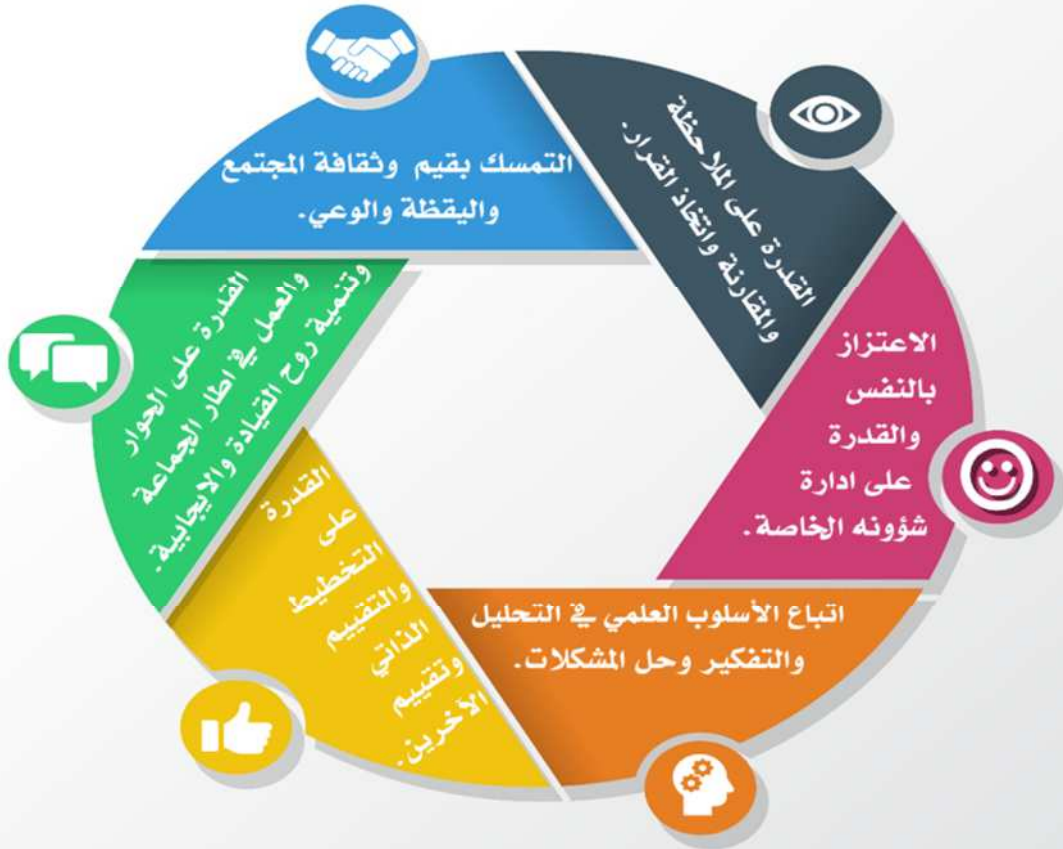 التمسك بقيم وثقافة المجتمع
واليقظة والوعي.
القدرة على الملاحظة
والمقارنة واتخاذ القرار.
الاعتزاز
بالنفس
والقدرة
على ادارة
شؤونه الخاصة.
اتباع الأسلوب العلمي في التحليل
والتفكير وحل المشكلات.
القدرة
على
التخطيط
والتقييم
الذاتي
وتقييم
الآخرين.
القدرة على الحوار
والعمل في اطار الجماعة
وتنمية روح القيادة والايجابية.